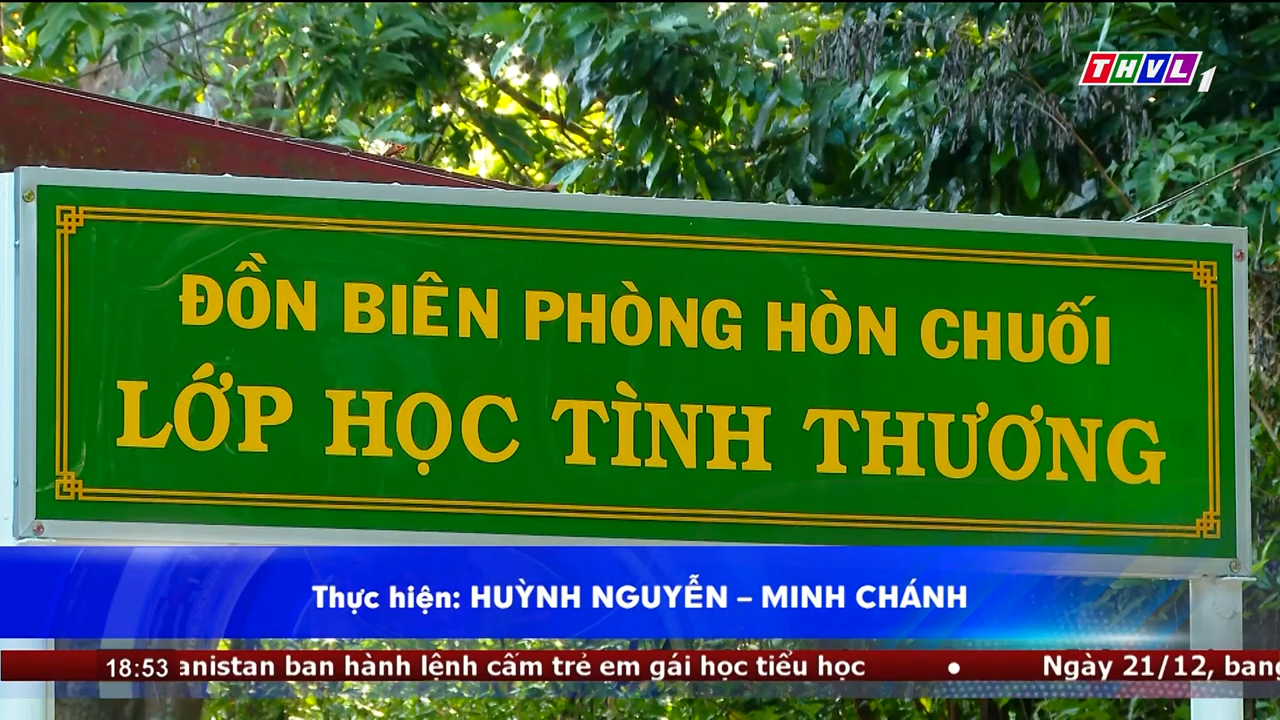 THVL1
ĐỒN BIÊN PHÒNG HÒN CHUỐI
LỚP HỌC TÌNH THƯƠNG
Thực hiện: HUỲNH NGUYỄN – MINH CHÁNH
18:53 anistan ban hành lệnh cấm trẻ em gái học tiểu học • Ngày 21/12, bang